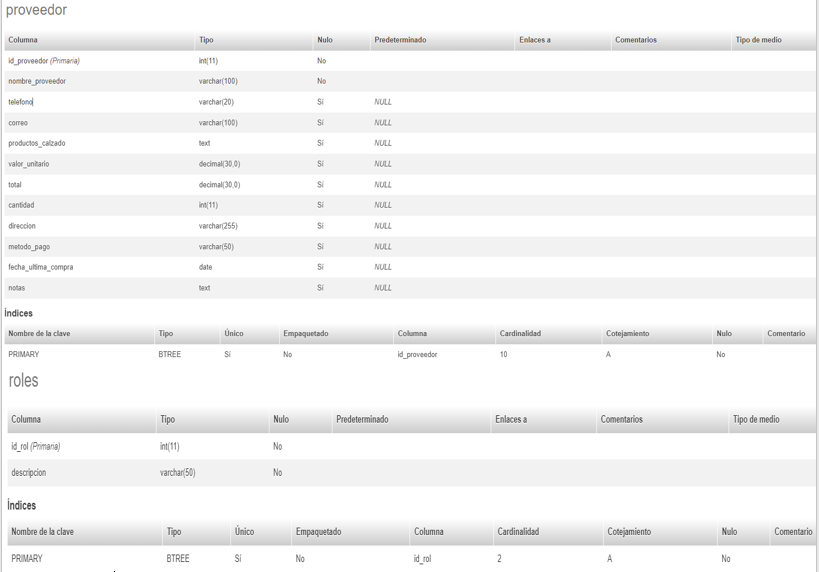 proveedor
Columna Tipo Nulo Predeterminado Enlaces a Comentarios Tipo de medio
id_proveedor (Primaria) int(11) No
nombre_proveedor varchar(100) No
telefono varchar(20) Sí NULL
correo varchar(100) Sí NULL
productos_calzado text Sí NULL
valor_unitario decimal(30,0) Sí NULL
total decimal(30,0) Sí NULL
cantidad int(11) Sí NULL
direccion varchar(255) Sí NULL
metodo_pago varchar(50) Sí NULL
fecha_ultima_compra date Sí NULL
notas text Sí NULL
Índices
Nombre de la clave Tipo Único Empaquetado Columna Cardinalidad Cotejamiento Nulo Comentario
PRIMARY BTREE Sí No id_proveedor 10 A No
roles
Columna Tipo Nulo Predeterminado Enlaces a Comentarios Tipo de medio
id_rol (Primaria) int(11) No
descripcion varchar(50) No
Índices
Nombre de la clave Tipo Único Empaquetado Columna Cardinalidad Cotejamiento Nulo Comentario
PRIMARY BTREE Sí No id_rol 2 A No